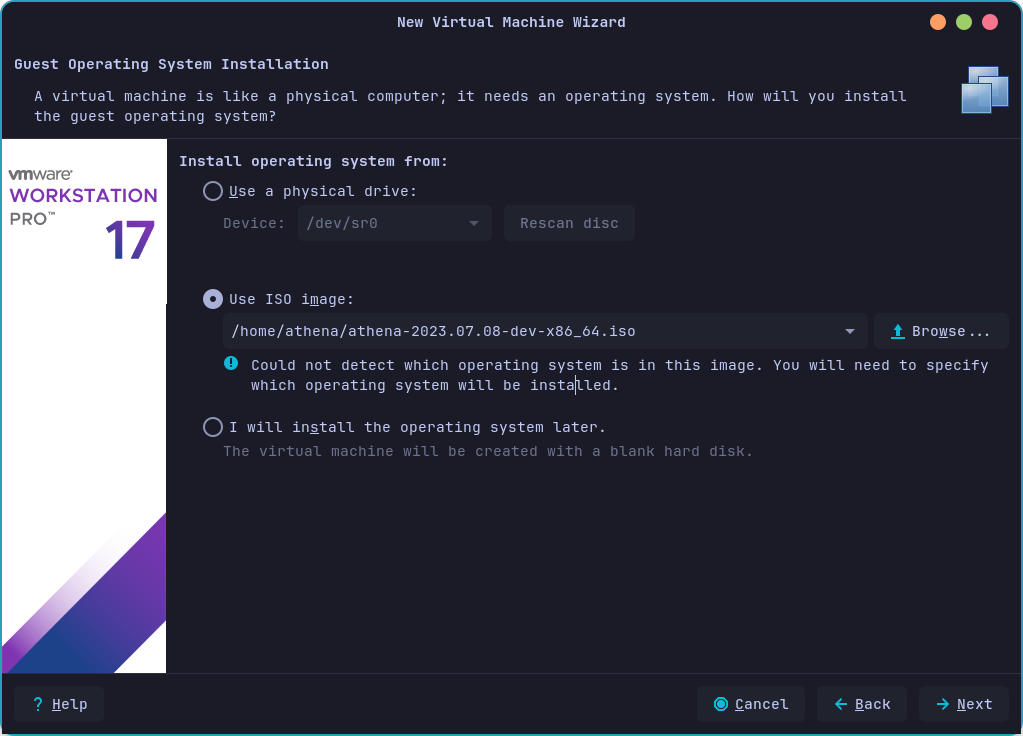 New Virtual Machine Wizard
Guest Operating System Installation
A virtual machine is like a physical computer; it needs an operating system. How will you install
the guest operating system?
vmware®
WORKSTATION
PRO™
17
Install operating system from:
Use a physical drive:
Device: /dev/sr0 Rescan disc
Use ISO image:
/home/athena/athena-2023.07.08-dev-x86_64.iso Browse...
Could not detect which operating system is in this image. You will need to specify
which operating system will be installed.
I will install the operating system later.
The virtual machine will be created with a blank hard disk.
? Help Cancel Back Next